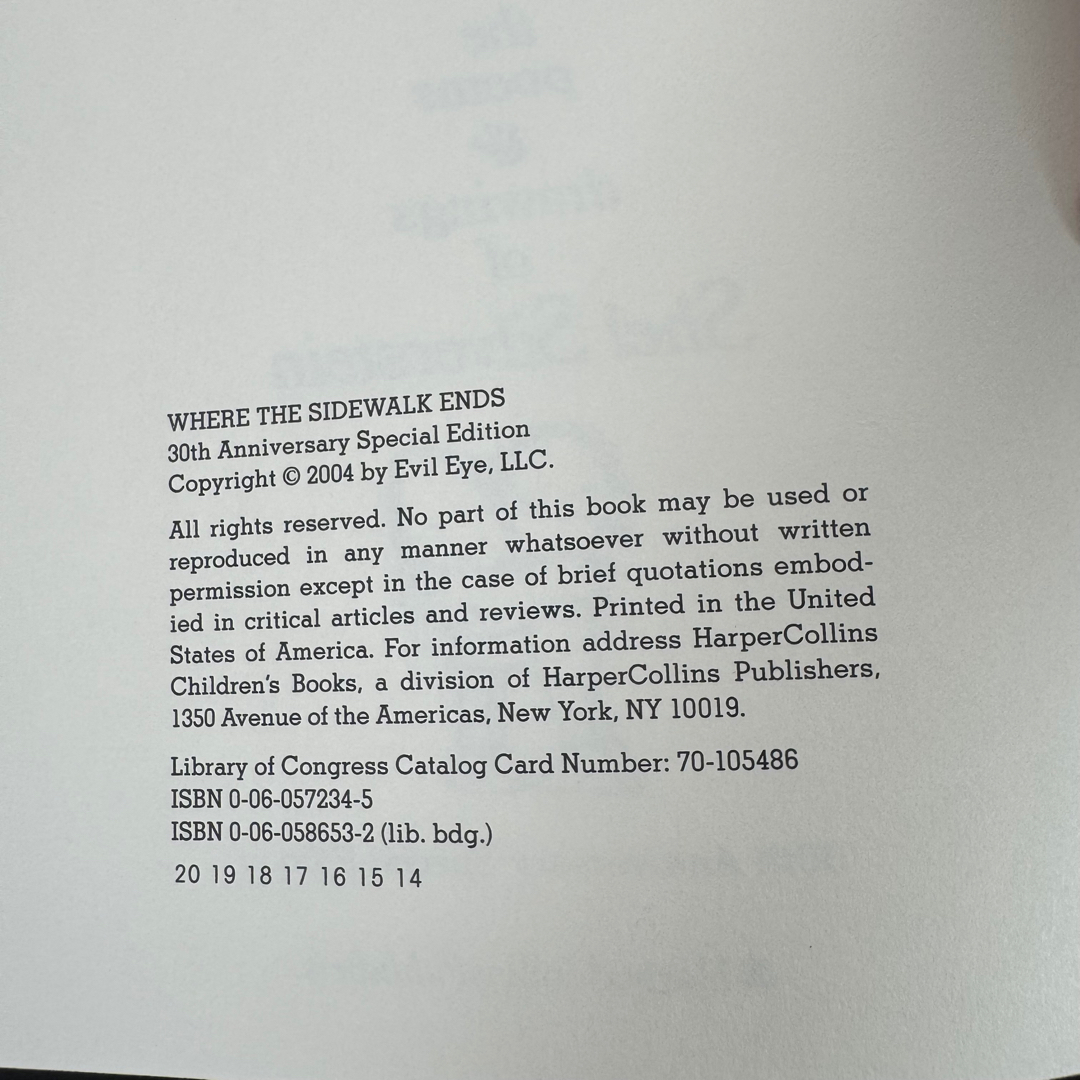 WHERE THE SIDEWALK ENDS
30th Anniversary Special Edition
Copyright © 2004 by Evil Eye, LLC.
All rights reserved. No part of this book may be used or
reproduced in any manner whatsoever without written
permission except in the case of brief quotations embod-
ied in critical articles and reviews. Printed in the United
States of America. For information address HarperCollins
Children's Books, a division of HarperCollins Publishers,
1350 Avenue of the Americas, New York, NY 10019.
Library of Congress Catalog Card Number: 70-105486
ISBN 0-06-057234-5
ISBN 0-06-058653-2 (lib. bdg.)
20 19 18 17 16 15 14